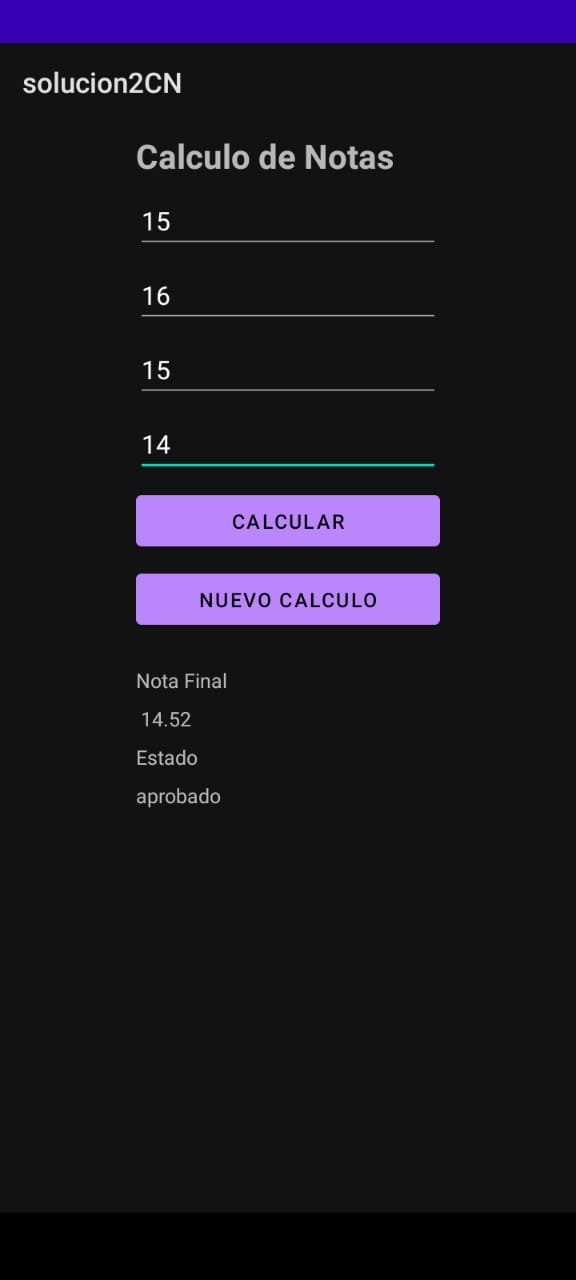 solucion2CN
Calculo de Notas
15
16
15
14
CALCULAR
NUEVO CALCULO
Nota Final
14.52
Estado
aprobado